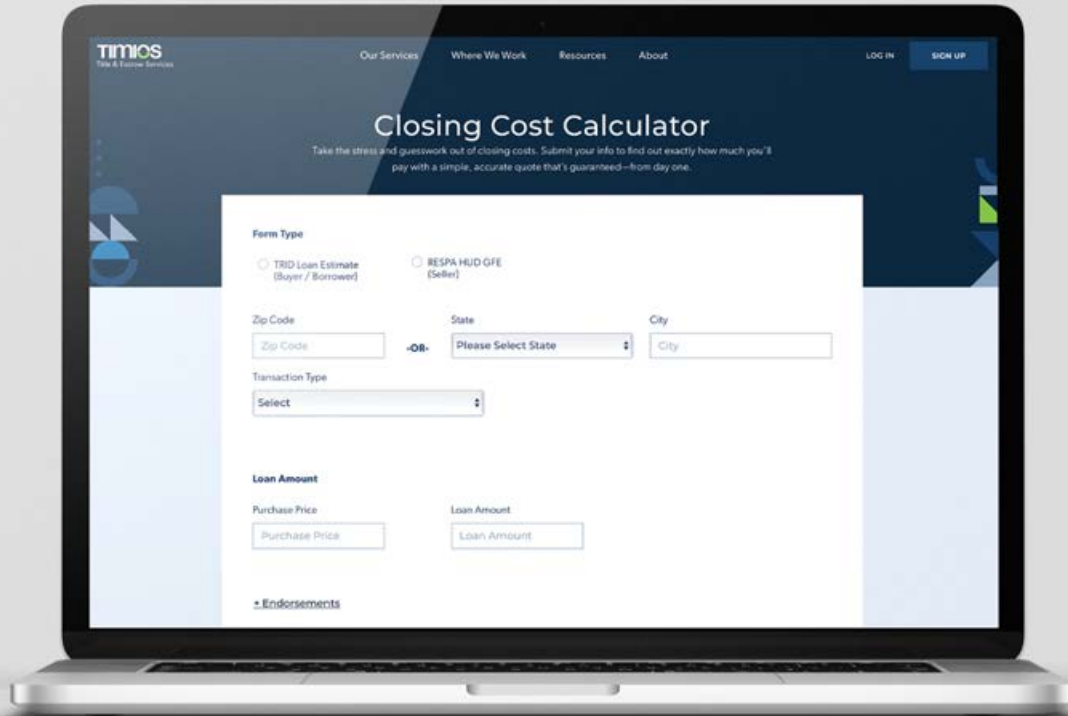 TIMIOS
Title & Escrow Services
Our Services
Where We Work
Resources
About
LOG IN
SIGN UP
Closing Cost Calculator
Take the stress and guesswork out of closing costs. Submit your info to find out exactly how much you'll
pay with a simple, accurate quote that's guaranteed—from day one.
Form Type
TRID Loan Estimate
(Buyer / Borrower)
RESPA HUD GFE
(Seller)
Zip Code
State
City
Zip Code
-OR-
Please Select State
City
Transaction Type
Select
Loan Amount
Purchase Price
Loan Amount
Purchase Price
Loan Amount
+ Endorsements